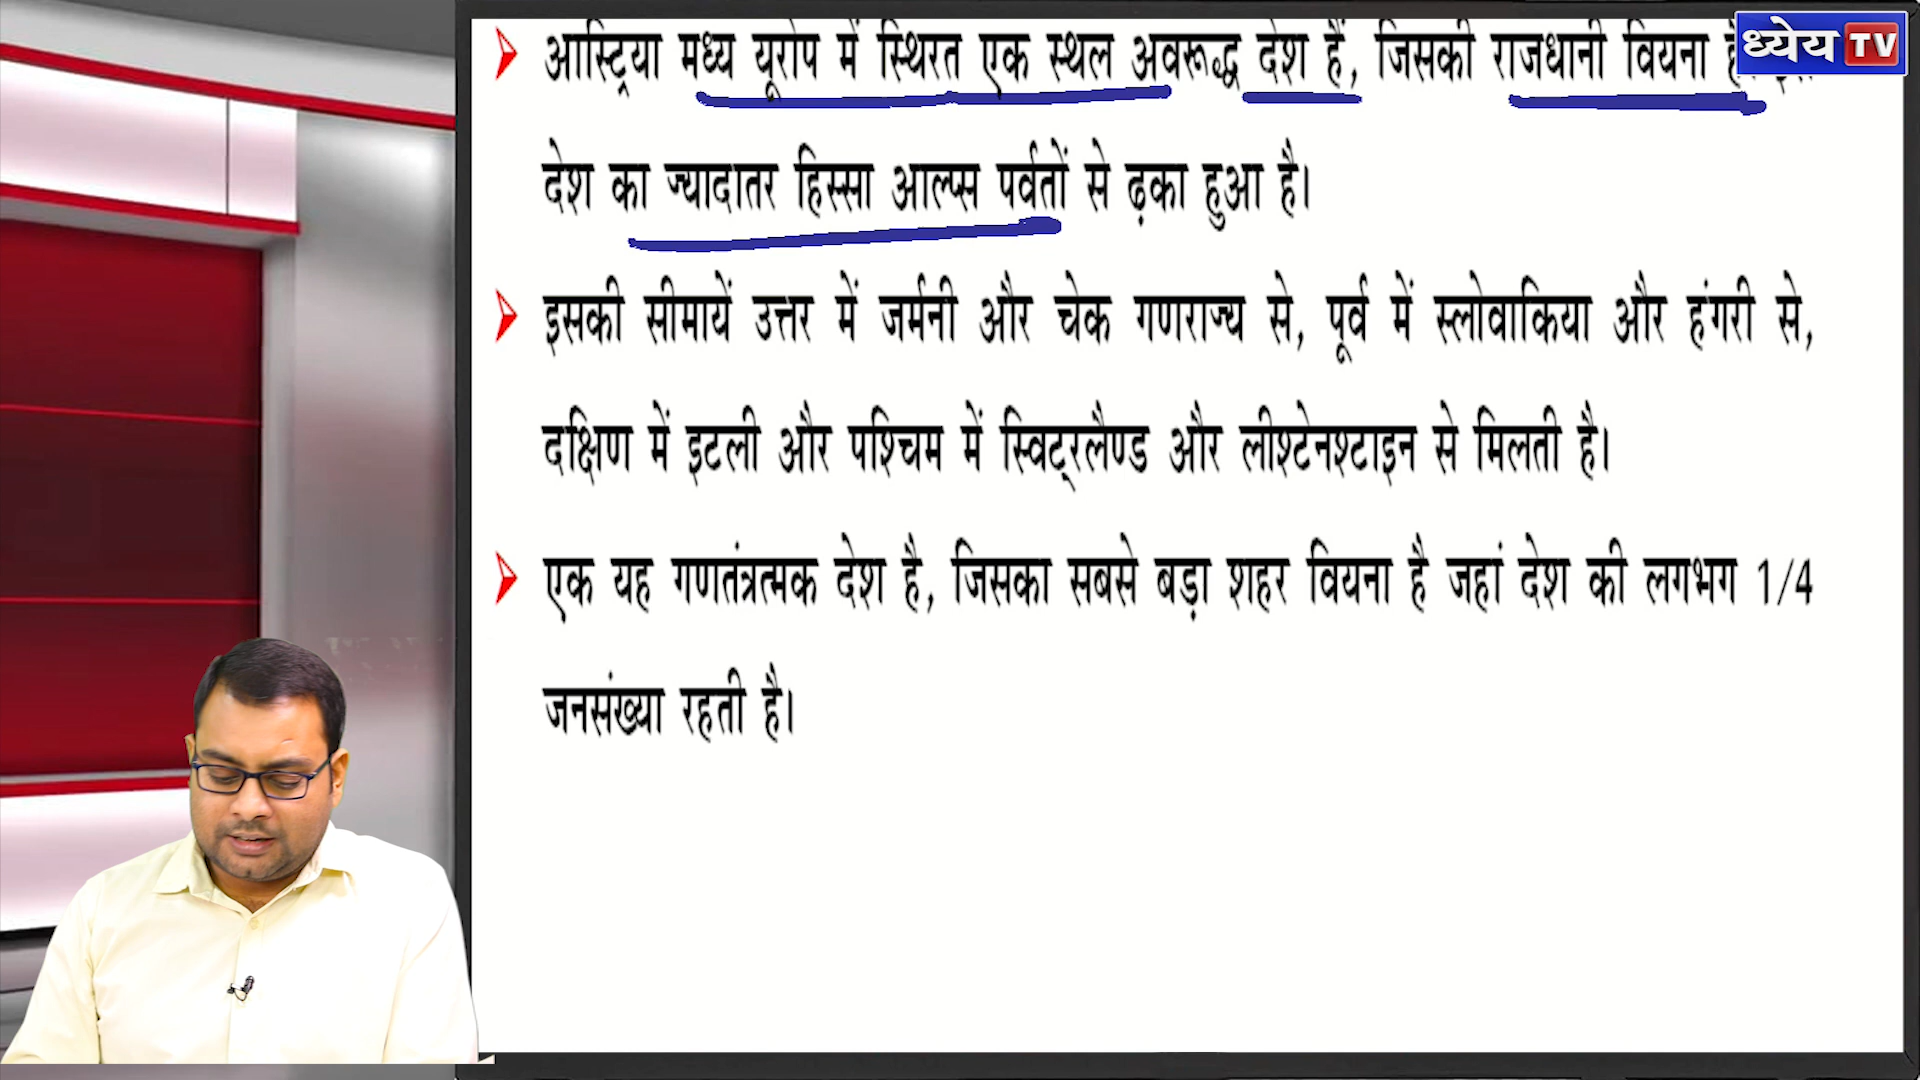 आस्ट्रिया मध्य यूरोप में स्थिरत एक स्थल अवरूद्ध देश हैं, जिसकी राजधानी वियना
ध्येय TV
देश का ज्यादातर हिस्सा आल्प्स पर्वतों से ढ़का हुआ है।
इसकी सीमायें उत्तर में जर्मनी और चेक गणराज्य से, पूर्व में स्लोवाकिया और हंगरी से,
दक्षिण में इटली और पश्चिम में स्विट्रलैण्ड और लीश्टेनश्टाइन से मिलती है।
एक यह गणतंत्रत्मक देश है, जिसका सबसे बड़ा शहर वियना है जहां देश की लगभग 1/4
जनसंख्या रहती है।